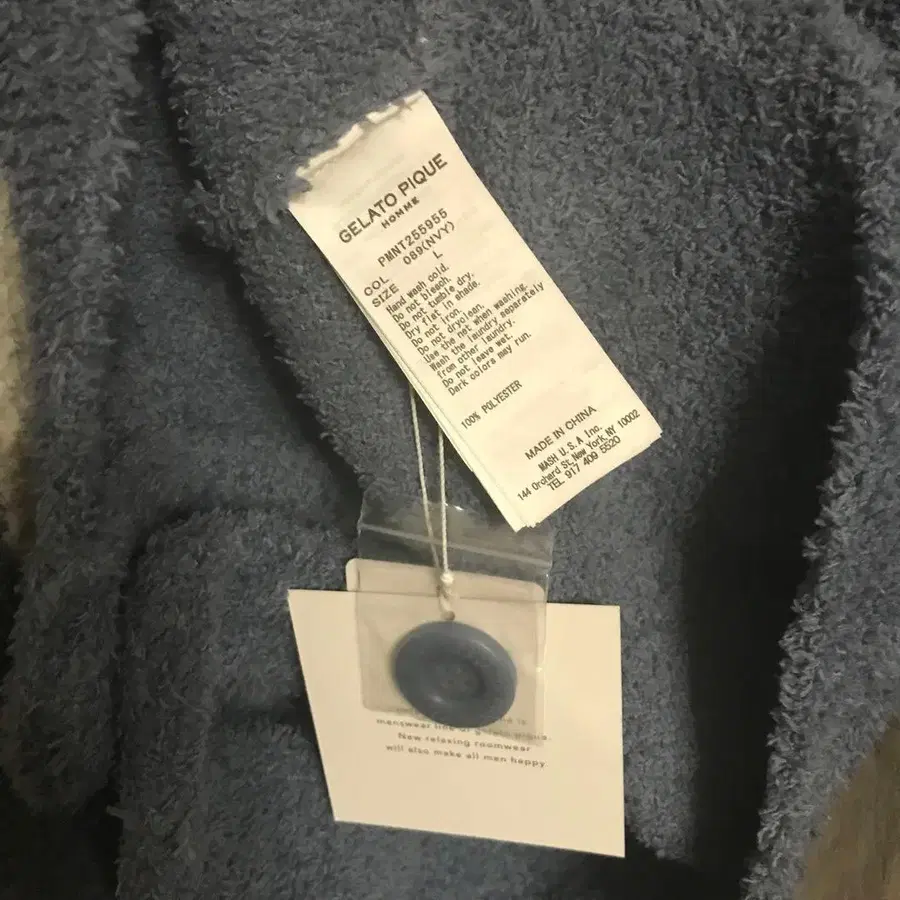 GELATO PIQUE
HOMME
PMNT255955
COL 089(NVY)
SIZE L
Hand wash cold.
Do not bleach.
Do not tumble dry.
Dry flat in shade.
Do not iron.
Do not dryclean.
Use the net when washing.
Wash the laundry separately
from other laundry.
Do not leave wet.
Dark colors may run.
100% POLYESTER
MADE IN CHINA
MASH U.S.A Inc.
144 Orchard St, New York, NY 10002
TEL 917 409 5520
menswear line of gelato pique.
New relaxing roomwear
will also make all men happy.